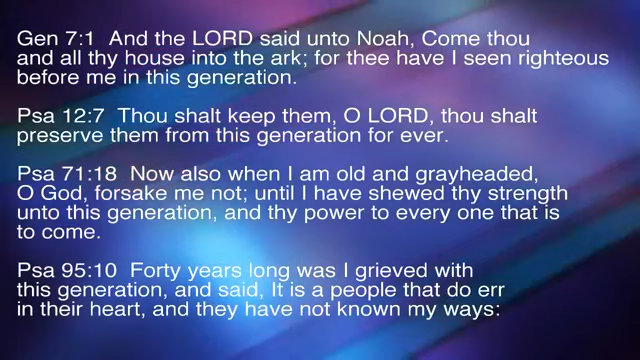 Gen 7:1  And the LORD said unto Noah, Come thou
and all thy house into the ark; for thee have I seen righteous
before me in this generation.
Psa 12:7  Thou shalt keep them, O LORD, thou shalt
preserve them from this generation for ever.
Psa 71:18  Now also when I am old and grayheaded,
O God, forsake me not; until I have shewed thy strength
unto this generation, and thy power to every one that is
to come.
Psa 95:10  Forty years long was I grieved with
this generation, and said, It is a people that do err
in their heart, and they have not known my ways: